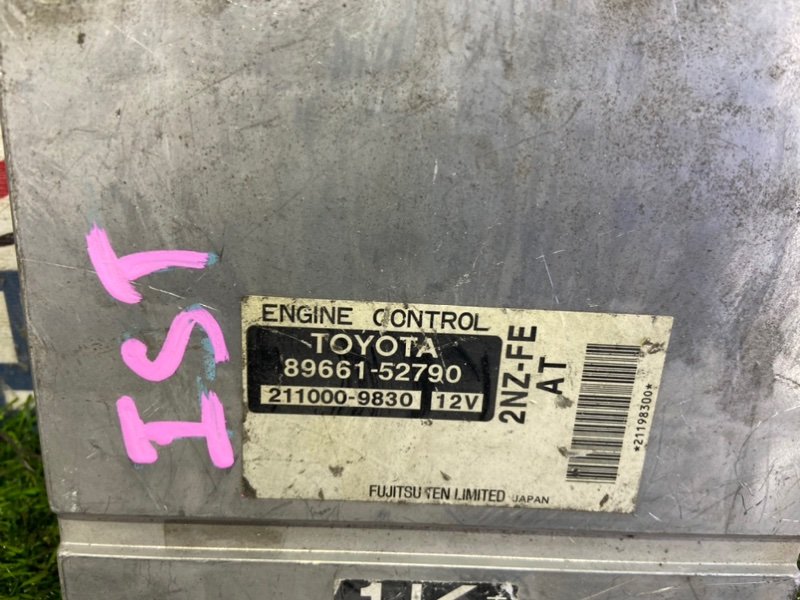 IST
ENGINE CONTROL
TOYOTA
89661-52790
211000-9830 12V
2NZ-FE
AT
*21198300*
FUJITSU TEN LIMITED JAPAN